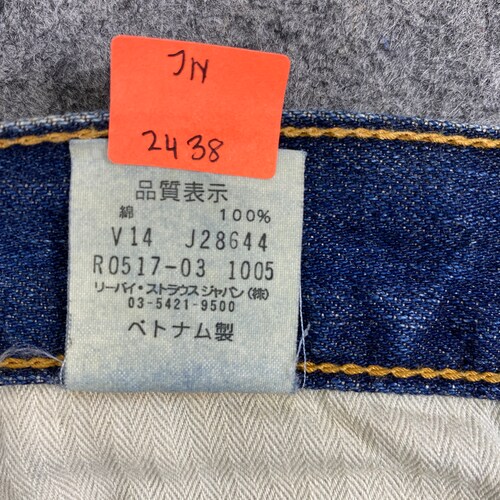 JN
2438
品質表示
綿 100%
V14 J28644
R0517-03 1005
リーバイ・ストラウスジャパン(株)
03-5421-9500
ベトナム製